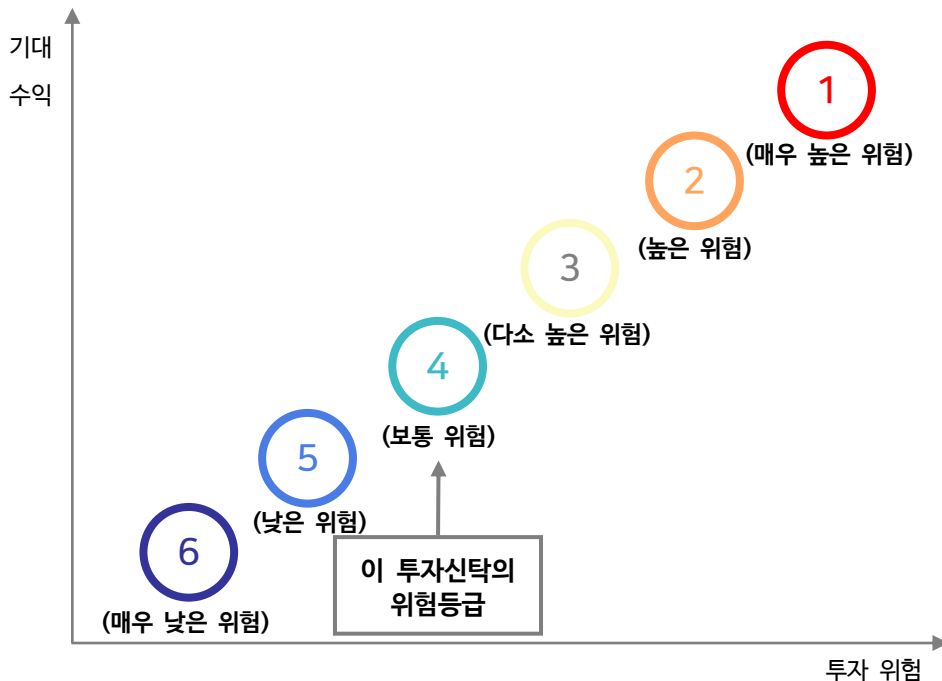 기대
수익
1
(매우 높은 위험)
2
(높은 위험)
3
(다소 높은 위험)
4
(보통 위험)
5
(낮은 위험)
6
(매우 낮은 위험)
이 투자신탁의
위험등급
투자 위험